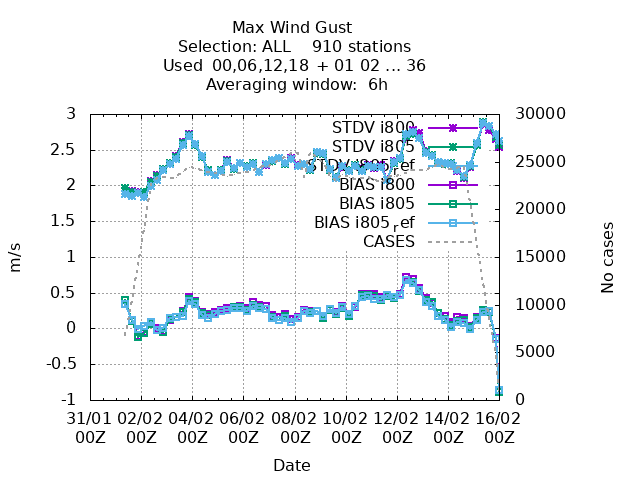 Max Wind Gust
Selection: ALL 910 stations
Used 00,06,12,18 + 01 02 ... 36
Averaging window: 6h
3
2.5
2
1.5
1
0.5
0
-0.5
-1
30000
25000
20000
15000
10000
5000
0
m/s
No cases
STDV i800
STDV i805
STDV i805ref
BIAS i800
BIAS i805
BIAS i805ref
CASES
31/01 02/02 04/02 06/02 08/02 10/02 12/02 14/02 16/02
00Z 00Z 00Z 00Z 00Z 00Z 00Z 00Z 00Z
Date